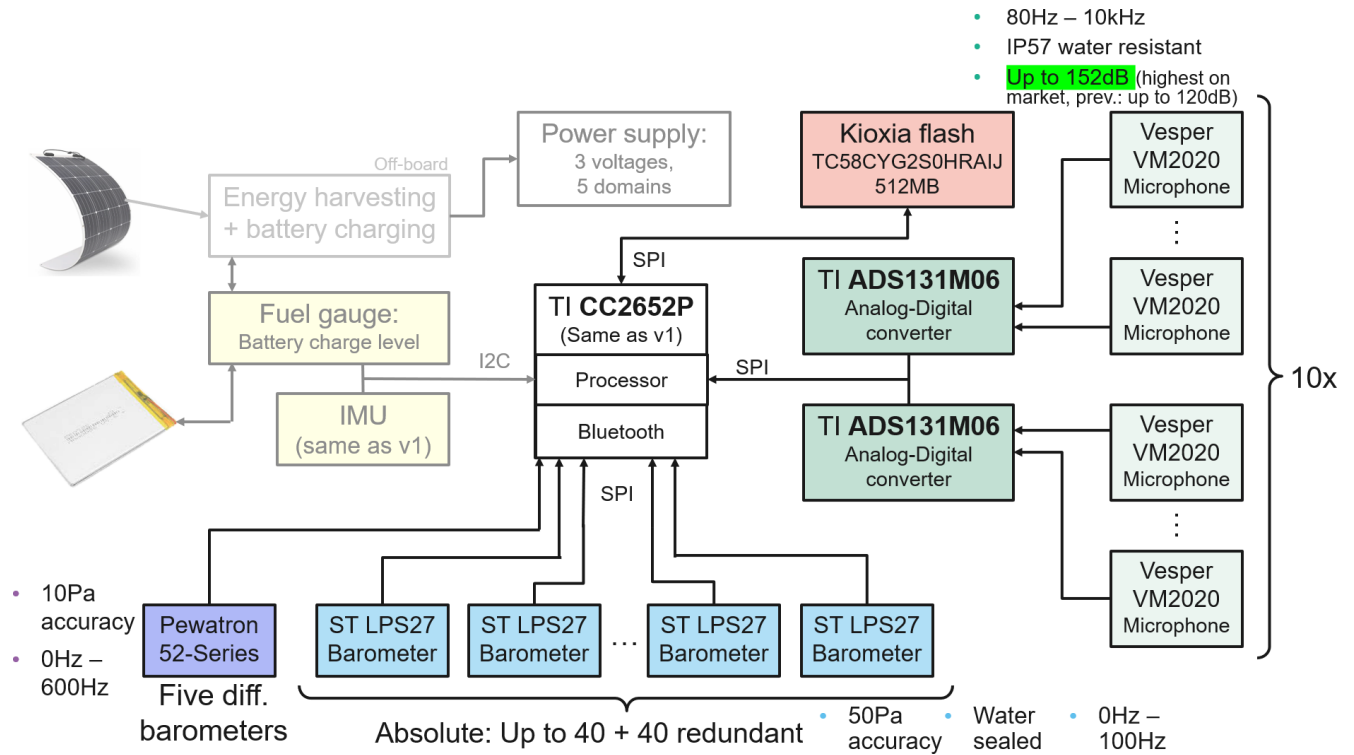 80Hz – 10kHz
IP57 water resistant
Up to 152dB (highest on
market, prev.: up to 120dB)
Power supply:
3 voltages,
5 domains
Kioxia flash
TC58CYG2S0HRAIJ
512MB
Vesper
VM2020
Microphone
Off-board
Energy harvesting
+ battery charging
SPI
TI ADS131M06
Analog-Digital
converter
Vesper
VM2020
Microphone
TI CC2652P
(Same as v1)
Fuel gauge:
Battery charge level
I2C
Processor
SPI
10x
IMU
(same as v1)
Bluetooth
TI ADS131M06
Analog-Digital
converter
Vesper
VM2020
Microphone
SPI
Vesper
VM2020
Microphone
10Pa
accuracy
0Hz –
600Hz
Pewatron
52-Series
ST LPS27
Barometer
ST LPS27
Barometer
...
ST LPS27
Barometer
ST LPS27
Barometer
Five diff.
barometers
Absolute: Up to 40 + 40 redundant
50Pa
accuracy
Water
sealed
0Hz –
100Hz